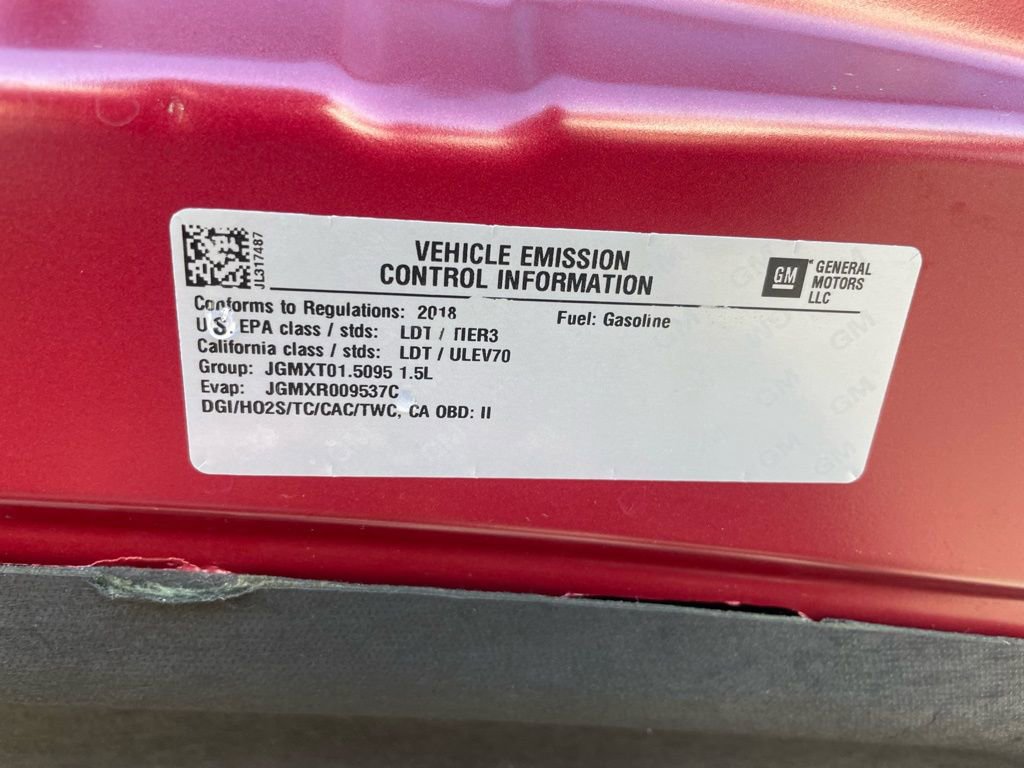 JL317487
VEHICLE EMISSION
CONTROL INFORMATION
GM
GENERAL
MOTORS
LLC
Conforms to Regulations: 2018
Fuel: Gasoline
U.S. EPA class / stds: LDT / TIER3
California class / stds: LDT / ULEV70
Group: JGMXT01.5095 1.5L
Evap: JGMXR009537C
DGI/HO2S/TC/CAC/TWC, CA OBD: II